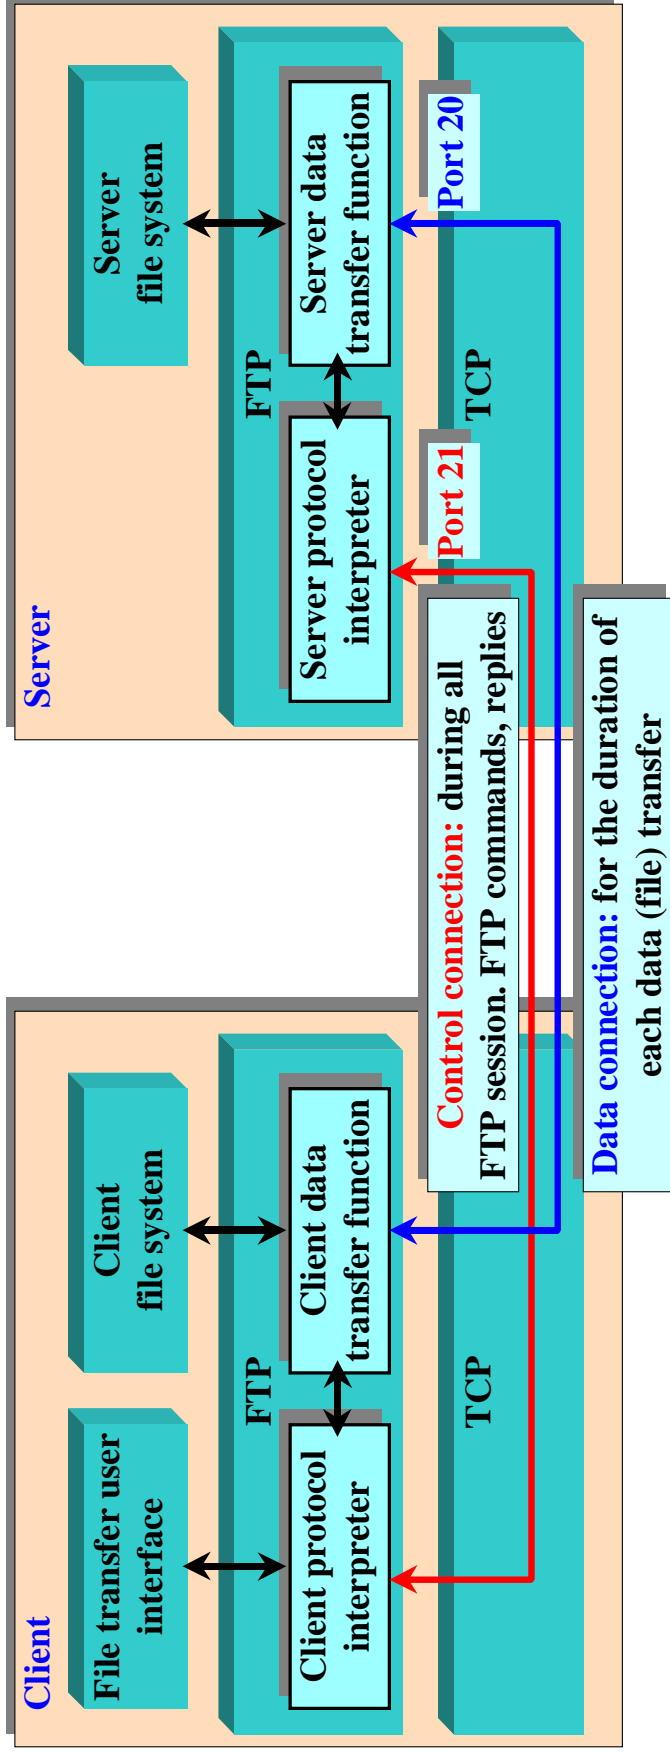 Client
File transfer user
interface
Client
file system
FTP
Client protocol
interpreter
Client data
transfer function
TCP
Control connection: during all
FTP session. FTP commands, replies
Data connection: for the duration of
each data (file) transfer
Server
Server
file system
FTP
Server protocol
interpreter
Server data
transfer function
Port 21
Port 20
TCP